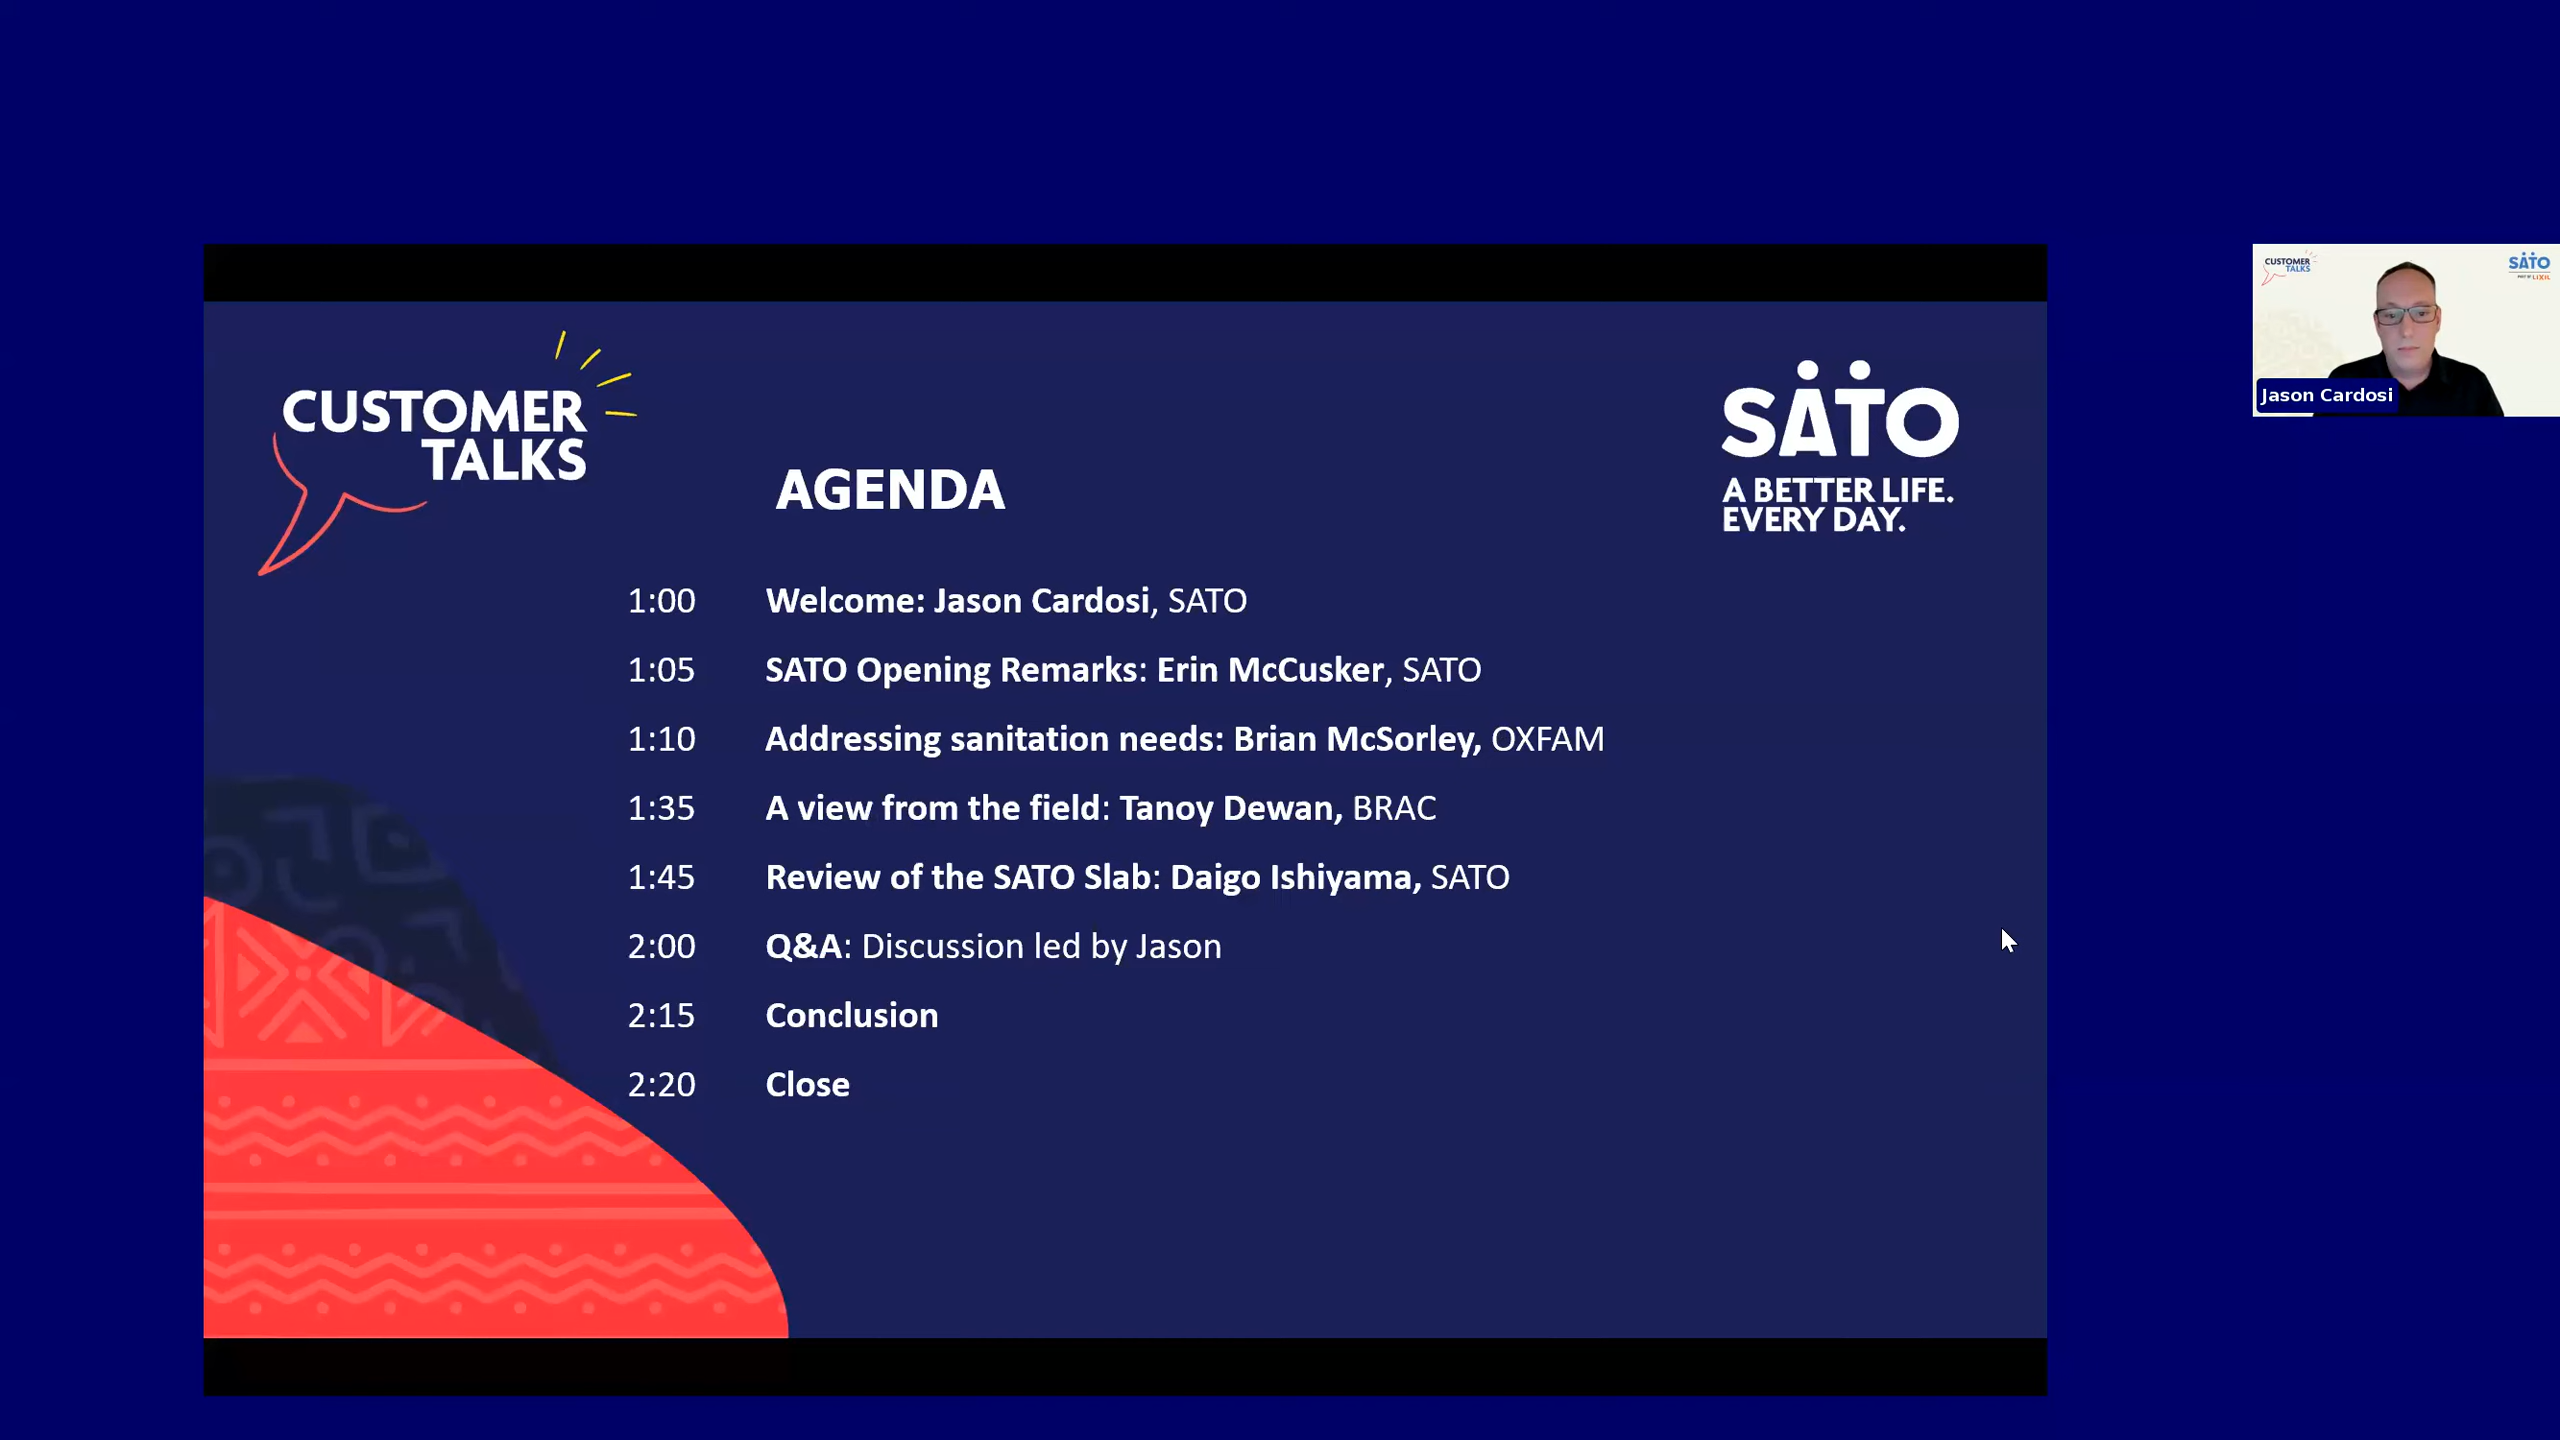 CUSTOMER
TALKS
SATO
A BETTER LIFE.
EVERY DAY.
AGENDA
1:00 Welcome: Jason Cardosi, SATO
1:05 SATO Opening Remarks: Erin McCusker, SATO
1:10 Addressing sanitation needs: Brian McSorley, OXFAM
1:35 A view from the field: Tanoy Dewan, BRAC
1:45 Review of the SATO Slab: Daigo Ishiyama, SATO
2:00 Q&A: Discussion led by Jason
2:15 Conclusion
2:20 Close
CUSTOMER
TALKS
SATO
PART OF LIXIL
Jason Cardosi